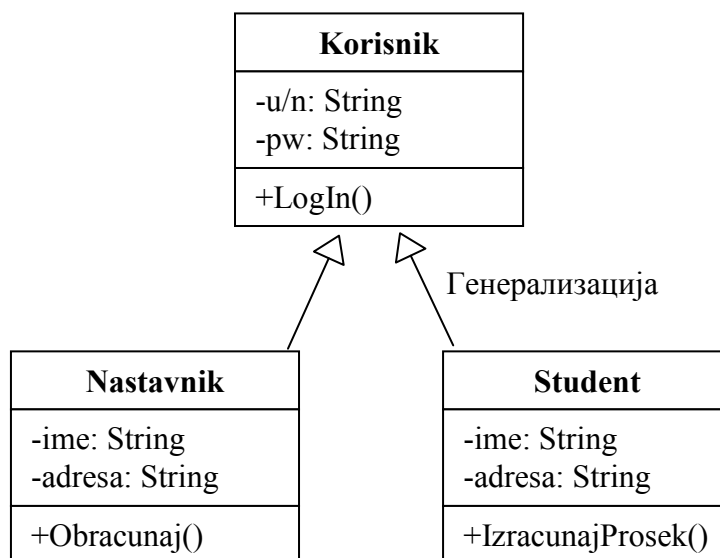 Korisnik
-u/n: String
-pw: String
+LogIn()
Генерализација
Nastavnik
-ime: String
-adresa: String
+Obracunaj()
Student
-ime: String
-adresa: String
+IzracunajProsek()